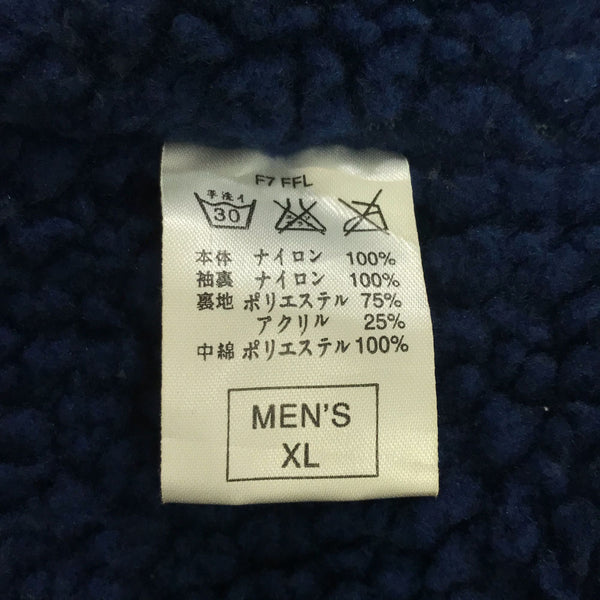 F7 FFL
手洗イ
30
本体 ナイロン 100%
袖裏 ナイロン 100%
裏地 ポリエステル 75%
アクリル 25%
中綿 ポリエステル 100%
MEN'S
XL